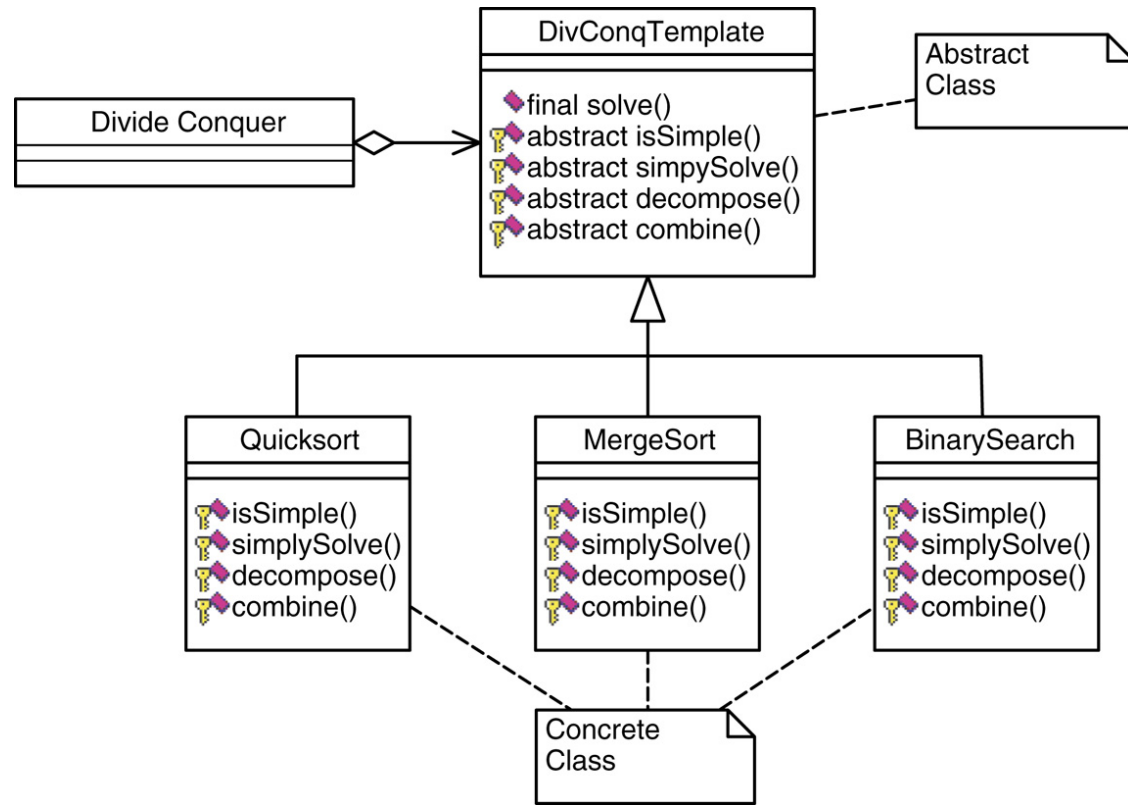 DivConqTemplate
final solve()
abstract isSimple()
abstract simpySolve()
abstract decompose()
abstract combine()
Abstract
Class
Divide Conquer
Quicksort
isSimple()
simplySolve()
decompose()
combine()
MergeSort
isSimple()
simplySolve()
decompose()
combine()
BinarySearch
isSimple()
simplySolve()
decompose()
combine()
Concrete
Class